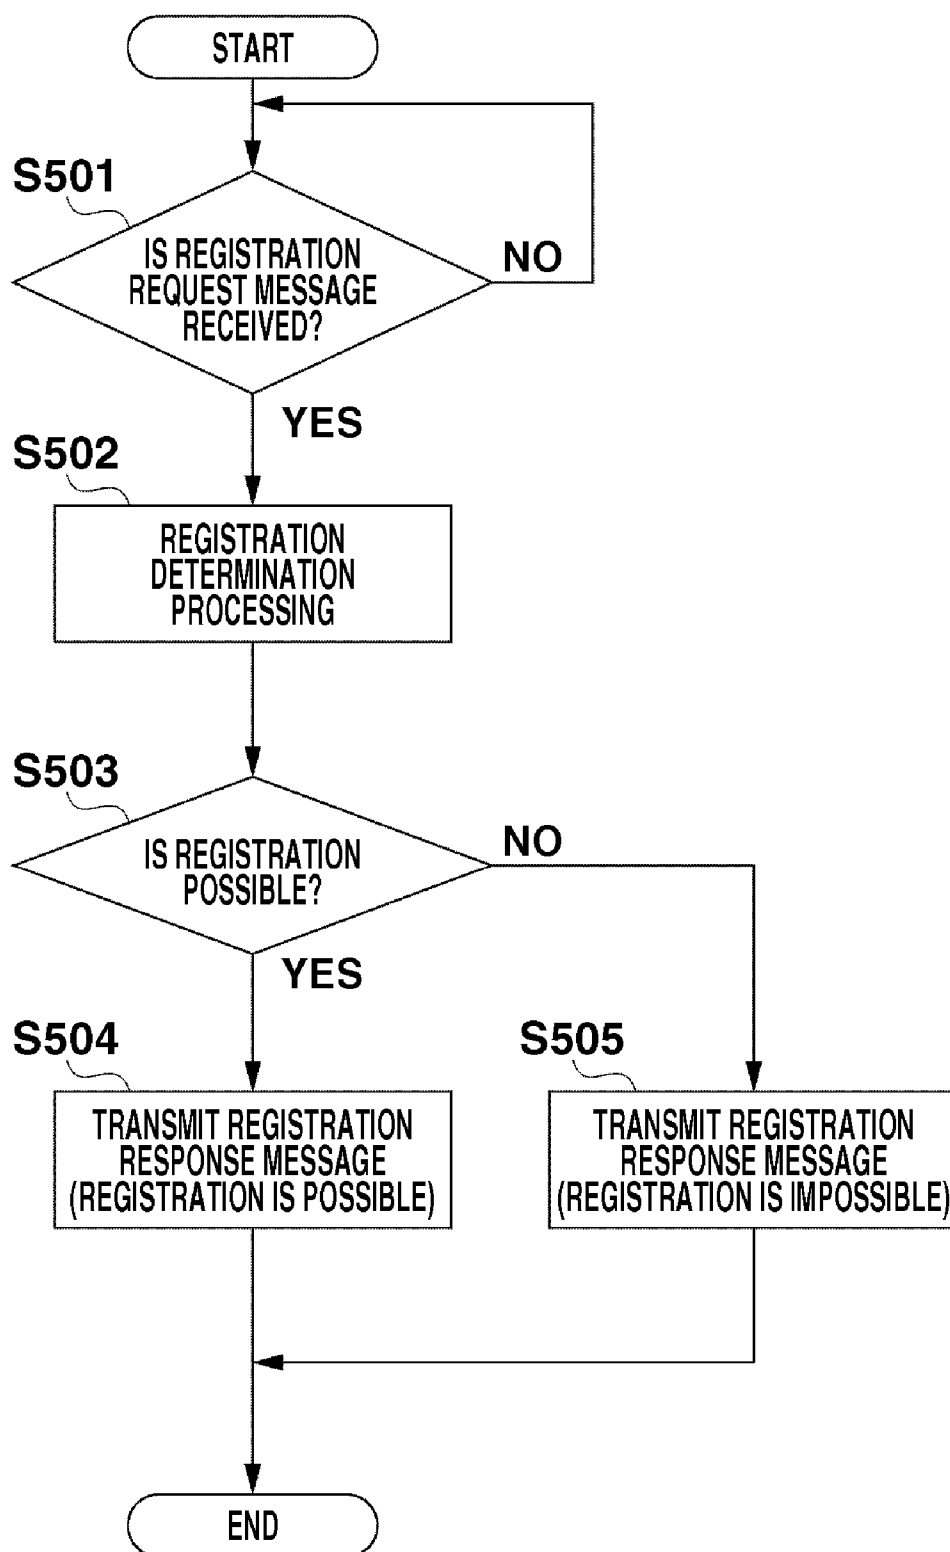 START
S501
IS REGISTRATION
REQUEST MESSAGE
RECEIVED?
NO
YES
S502
REGISTRATION
DETERMINATION
PROCESSING
S503
IS REGISTRATION
POSSIBLE?
NO
YES
S504
TRANSMIT REGISTRATION
RESPONSE MESSAGE
(REGISTRATION IS POSSIBLE)
S505
TRANSMIT REGISTRATION
RESPONSE MESSAGE
(REGISTRATION IS IMPOSSIBLE)
END